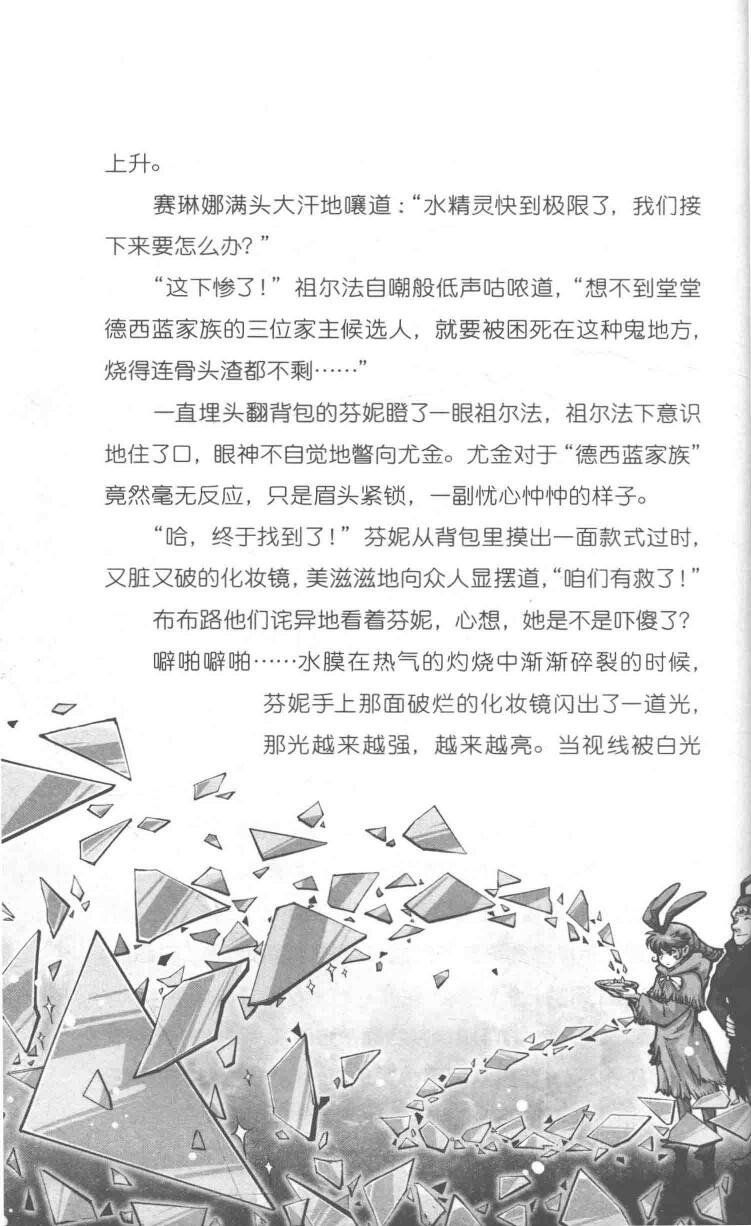 上升。
赛琳娜满头大汗地嚷道：“水精灵快到极限了，我们接
下来要怎么办？”
“这下惨了！”祖尔法自嘲般低声咕哝道，“想不到堂堂
德西蓝家族的三位家主候选人，就要被困死在这种鬼地方，
烧得连骨头渣都不剩……”
一直埋头翻背包的芬妮瞪了一眼祖尔法，祖尔法下意识
地住了口，眼神不自觉地瞥向尤金。尤金对于“德西蓝家族”
竟然毫无反应，只是眉头紧锁，一副忧心忡忡的样子。
“哈，终于找到了！”芬妮从背包里摸出一面款式过时，
又脏又破的化妆镜，美滋滋地向众人显摆道，“咱们有救了！”
布布路他们诧异地看着芬妮，心想，她是不是吓傻了？
噼啪噼啪……水膜在热气的灼烧中渐渐碎裂的时候，
芬妮手上那面破烂的化妆镜闪出了一道光，
那光越来越强，越来越亮。当视线被白光